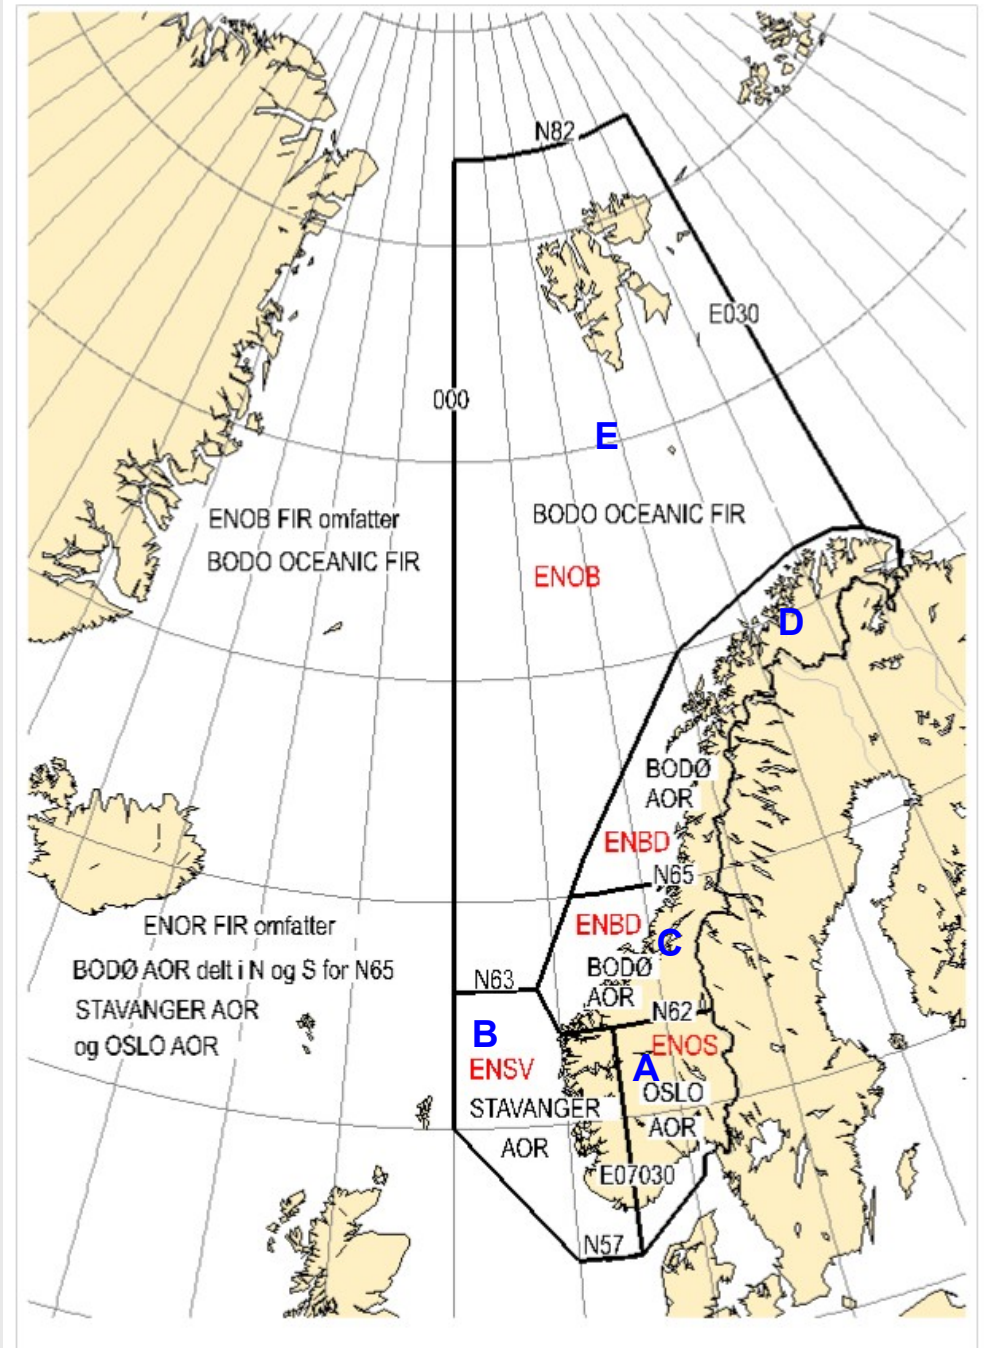 N82
E030
000
E
ENOB FIR omfatter
BODO OCEANIC FIR
BODO OCEANIC FIR
ENOB
D
BODØ
AOR
ENBD
N65
ENBD
C
BODØ
AOR
N62
ENOR FIR omfatter
BODØ AOR delt i N og S for N65
STAVANGER AOR
og OSLO AOR
N63
B
ENSV
STAVANGER
AOR
ENOS
A
OSLO
AOR
E07030
N57